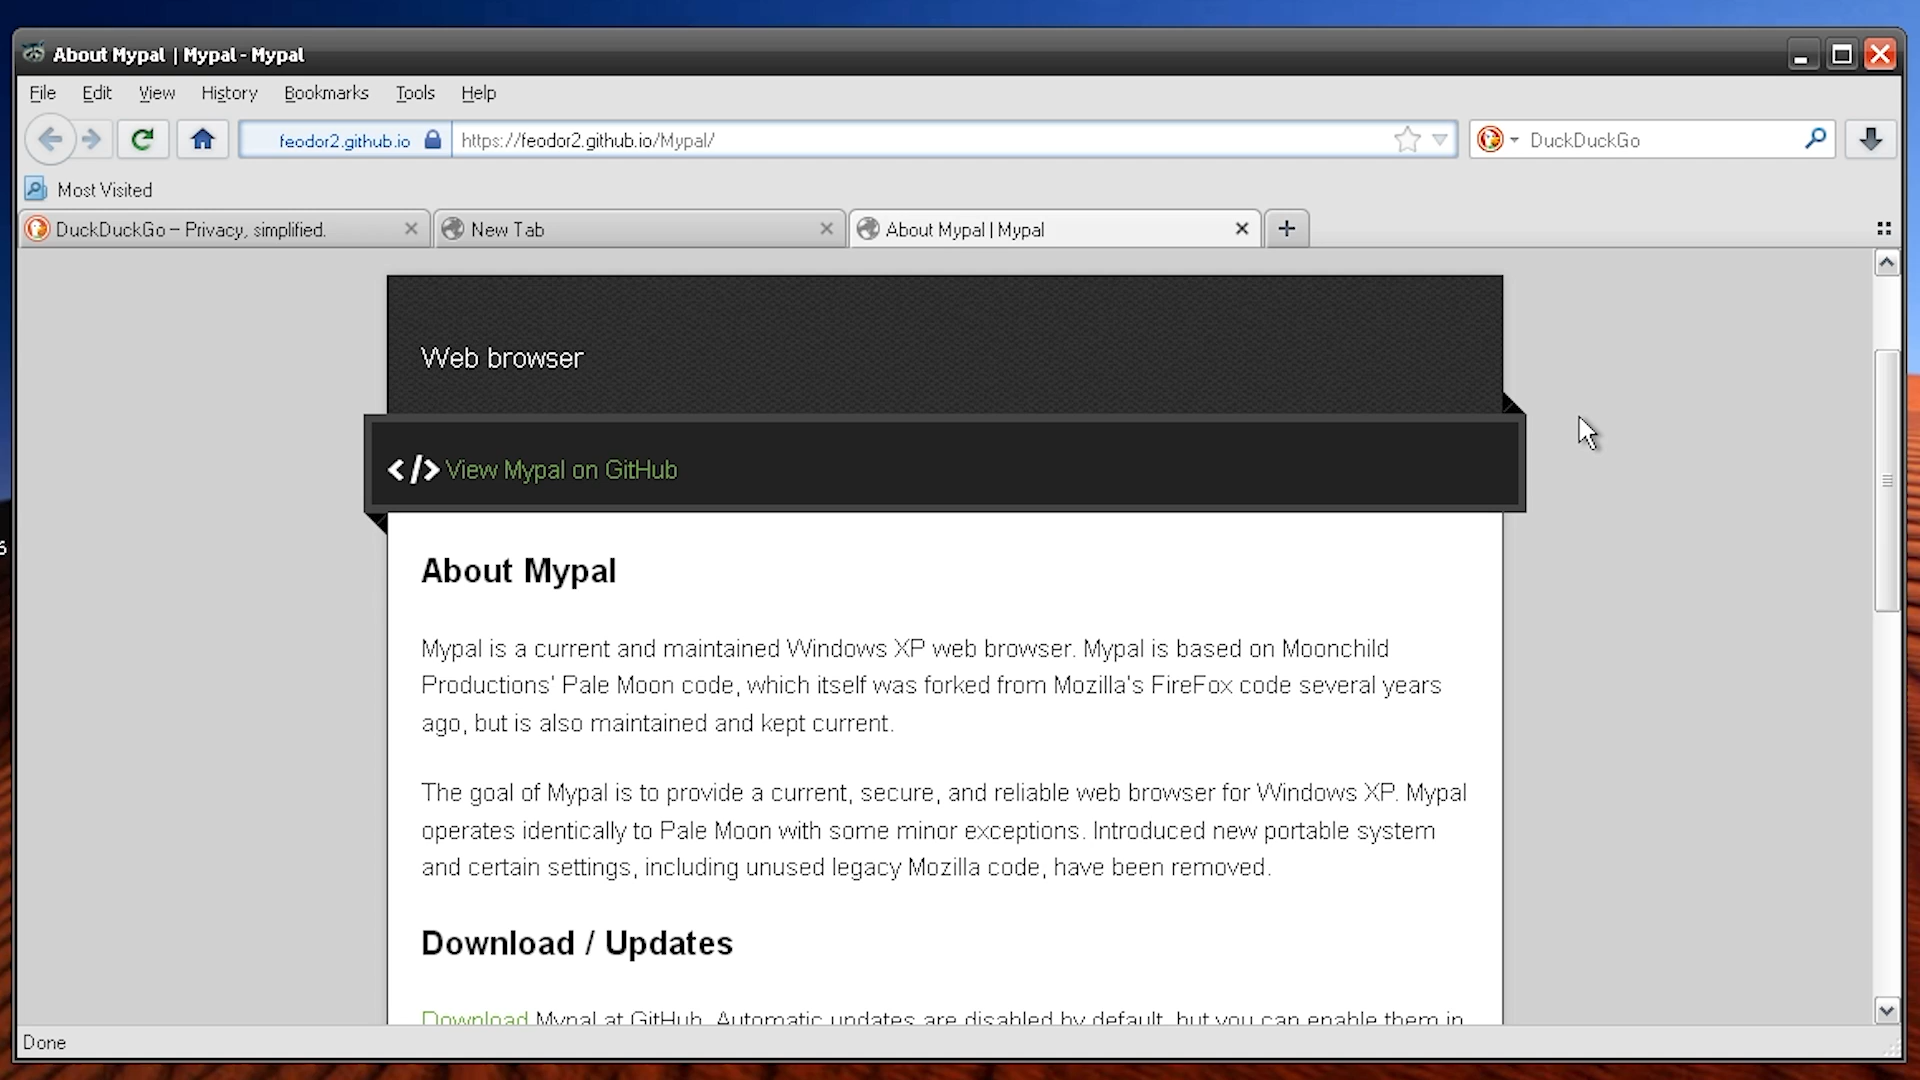 About Mypal | Mypal - Mypal
File Edit View History Bookmarks Tools Help
feodor2.github.io https://feodor2.github.io/Mypal/ DuckDuckGo
Most Visited
DuckDuckGo — Privacy, simplified. New Tab About Mypal | Mypal
Web browser
</> View Mypal on GitHub
About Mypal
Mypal is a current and maintained Windows XP web browser. Mypal is based on Moonchild
Productions' Pale Moon code, which itself was forked from Mozilla's FireFox code several years
ago, but is also maintained and kept current.
The goal of Mypal is to provide a current, secure, and reliable web browser for Windows XP. Mypal
operates identically to Pale Moon with some minor exceptions. Introduced new portable system
and certain settings, including unused legacy Mozilla code, have been removed.
Download / Updates
Download Mypal at GitHub. Automatic updates are disabled by default, but you can enable them in
Done